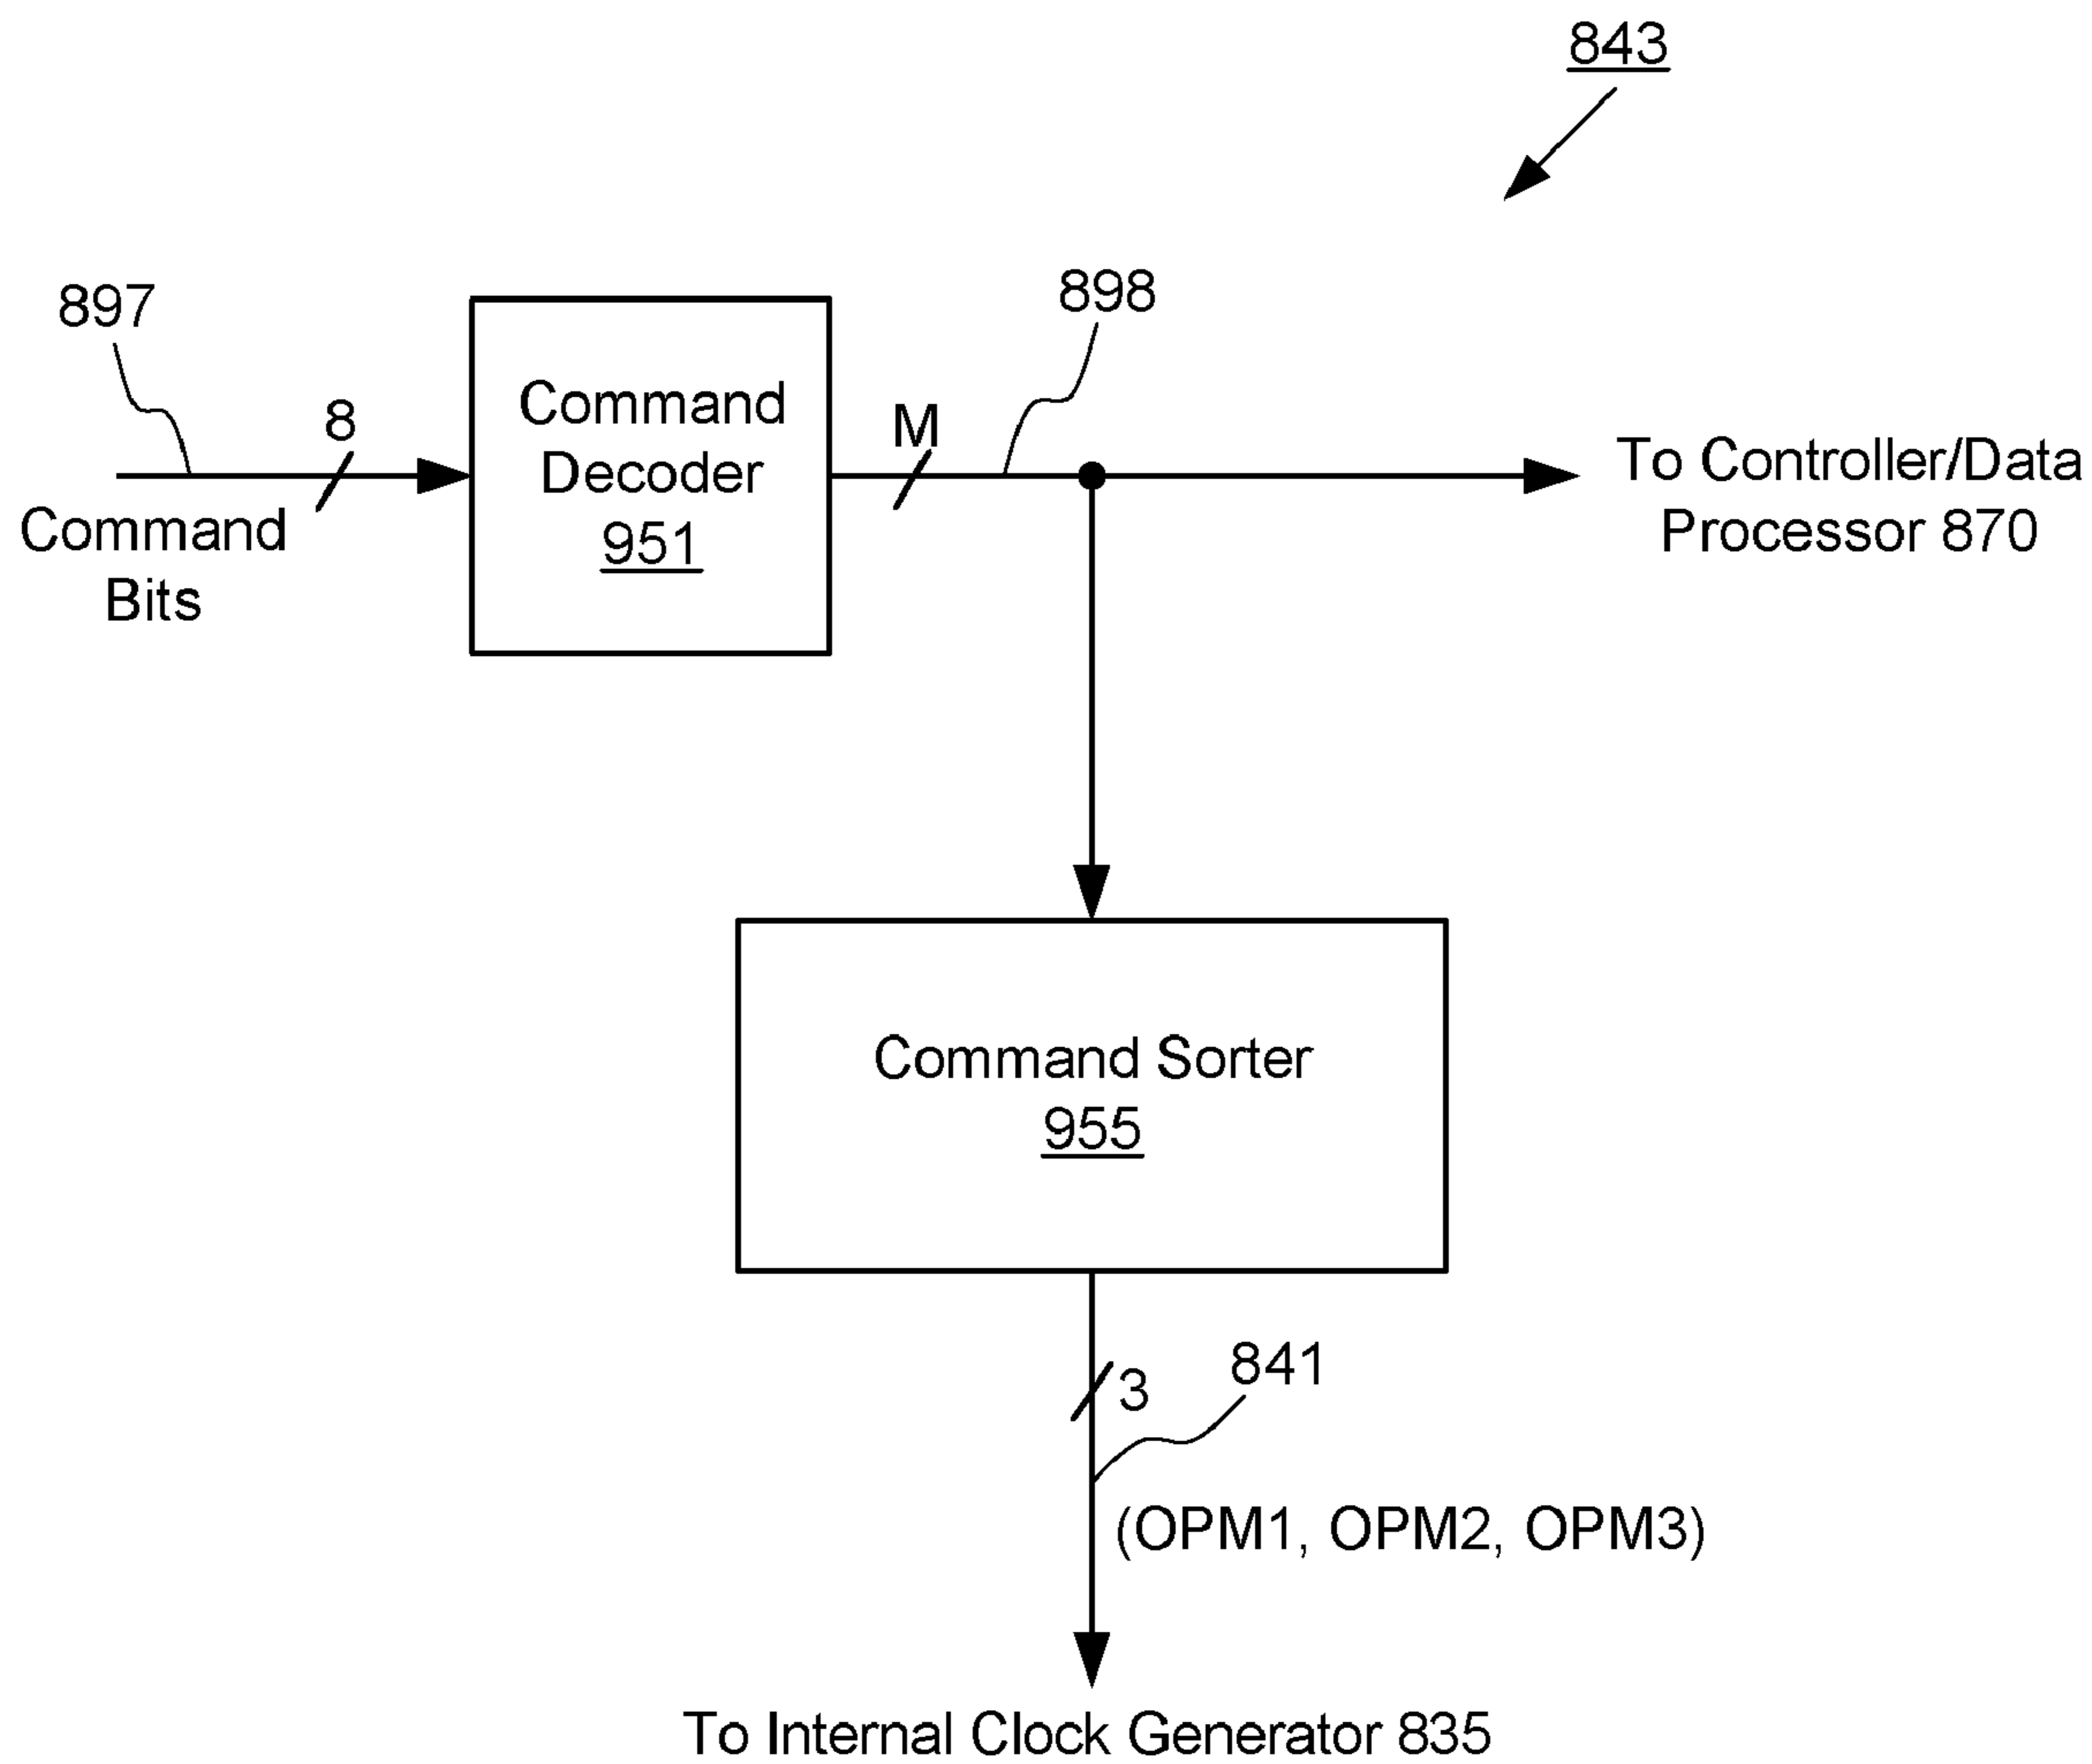 843
897
898
8
M
Command
Decoder
951
To Controller/Data
Processor 870
Command
Bits
Command Sorter
955
3
841
(OPM1, OPM2, OPM3)
To Internal Clock Generator 835